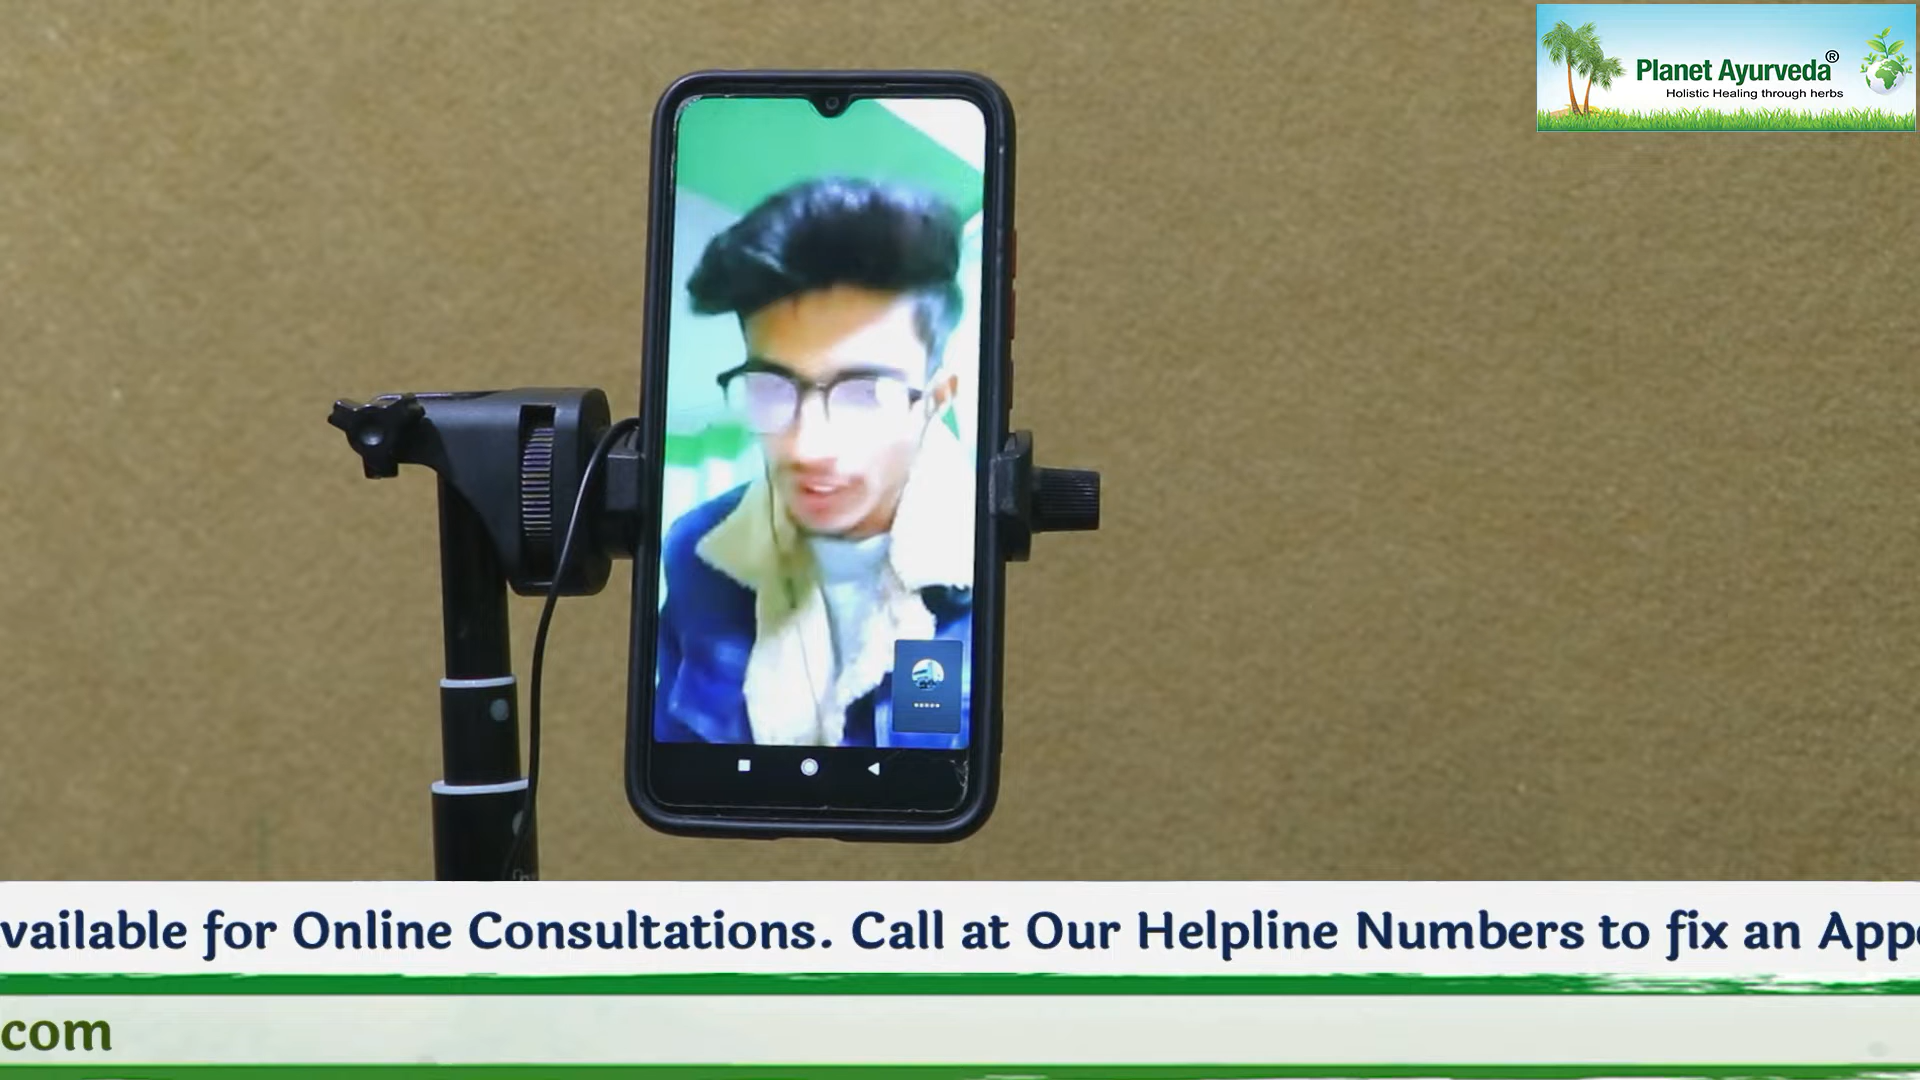 Planet Ayurveda®
Holistic Healing through herbs
vailable for Online Consultations. Call at Our Helpline Numbers to fix an App
com